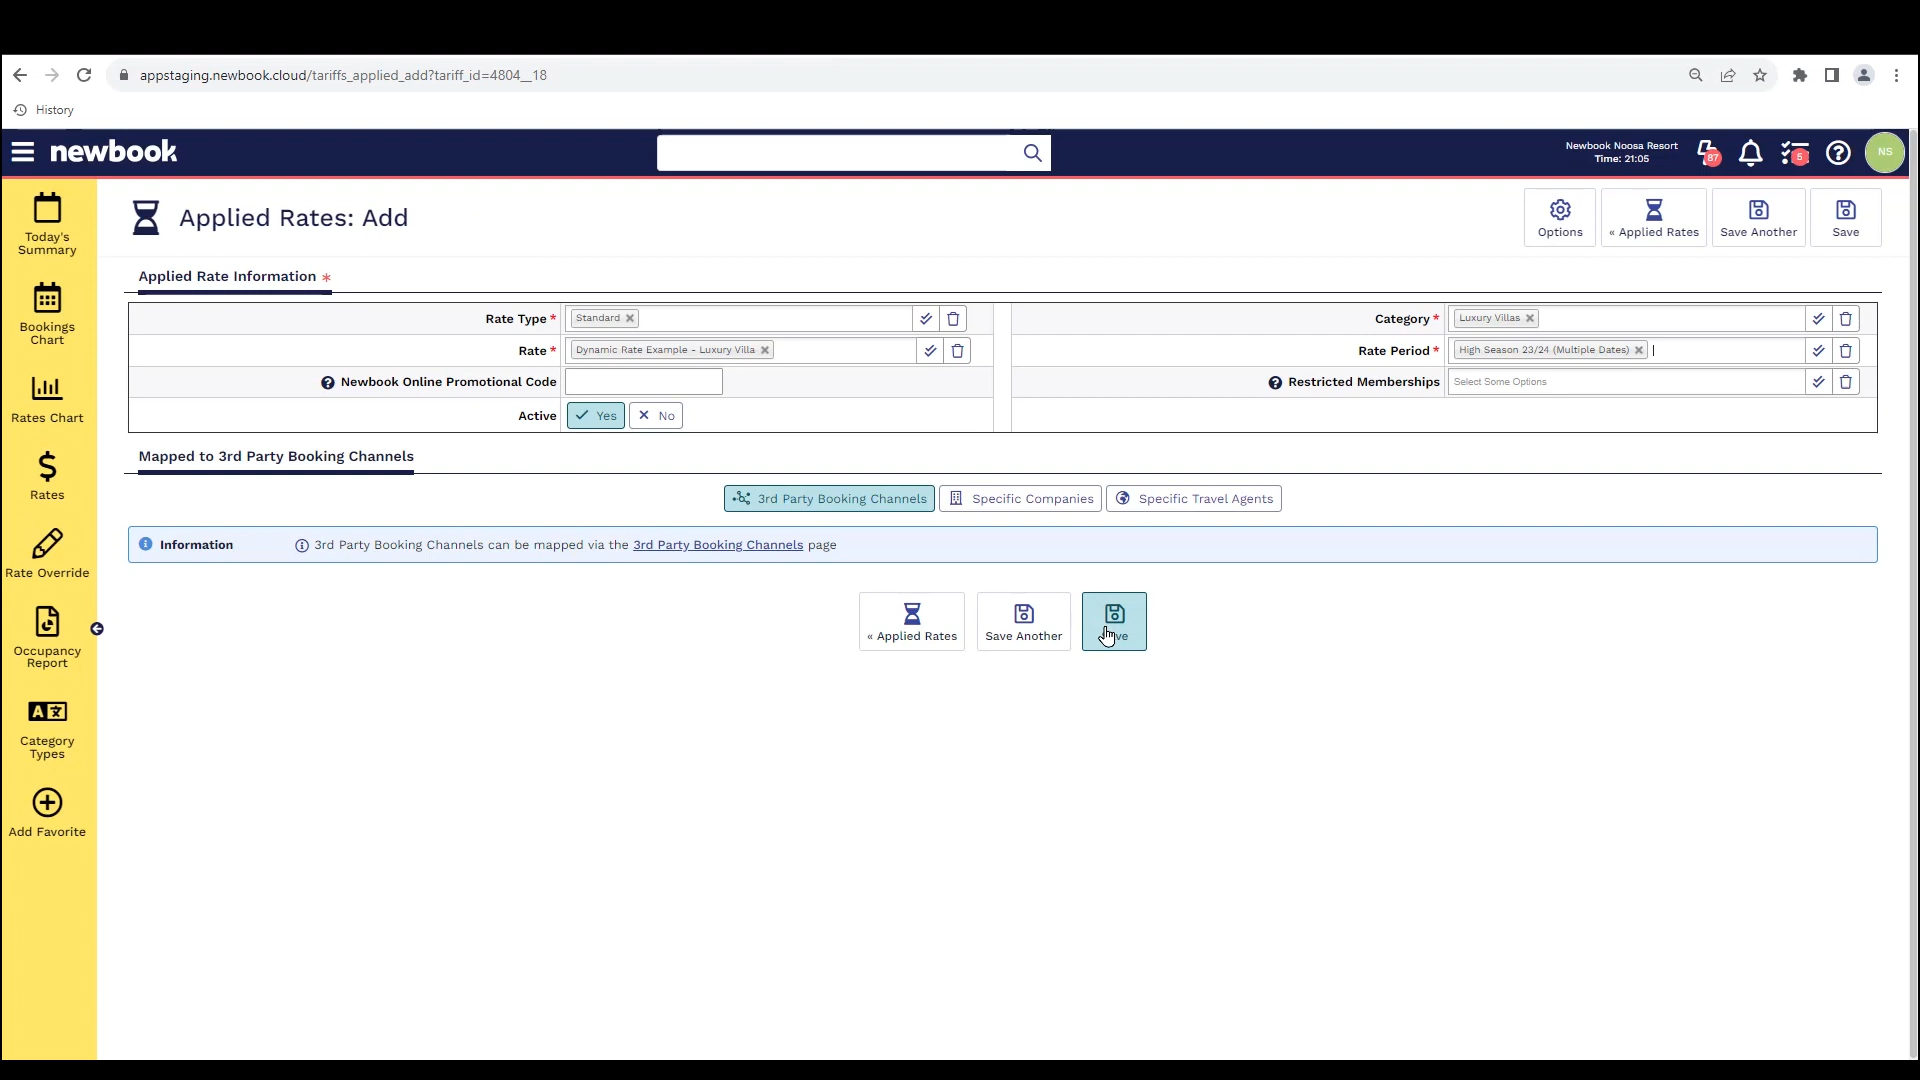 appstaging.newbook.cloud/tariffs_applied_add?tariff_id=4804__18
History
newbook
Newbook Noosa Resort
Time: 21:05
87
5
NS
Today's
Summary
Bookings
Chart
Rates Chart
Rates
Rate Override
Occupancy
Report
Category
Types
Add Favorite
Applied Rates: Add
Options
« Applied Rates
Save Another
Save
Applied Rate Information *
Rate Type * Standard
Category * Luxury Villas
Rate * Dynamic Rate Example - Luxury Villa
Rate Period * High Season 23/24 (Multiple Dates)
Newbook Online Promotional Code
Restricted Memberships Select Some Options
Active Yes No
Mapped to 3rd Party Booking Channels
3rd Party Booking Channels
Specific Companies
Specific Travel Agents
Information 3rd Party Booking Channels can be mapped via the 3rd Party Booking Channels page
« Applied Rates
Save Another